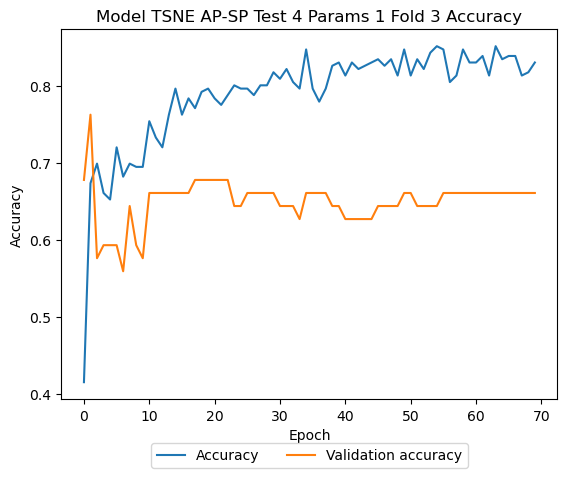 Model TSNE AP-SP Test 4 Params 1 Fold 3 Accuracy
Accuracy
0.8
0.7
0.6
0.5
0.4
0 10 20 30 40 50 60 70
Epoch
Accuracy Validation accuracy